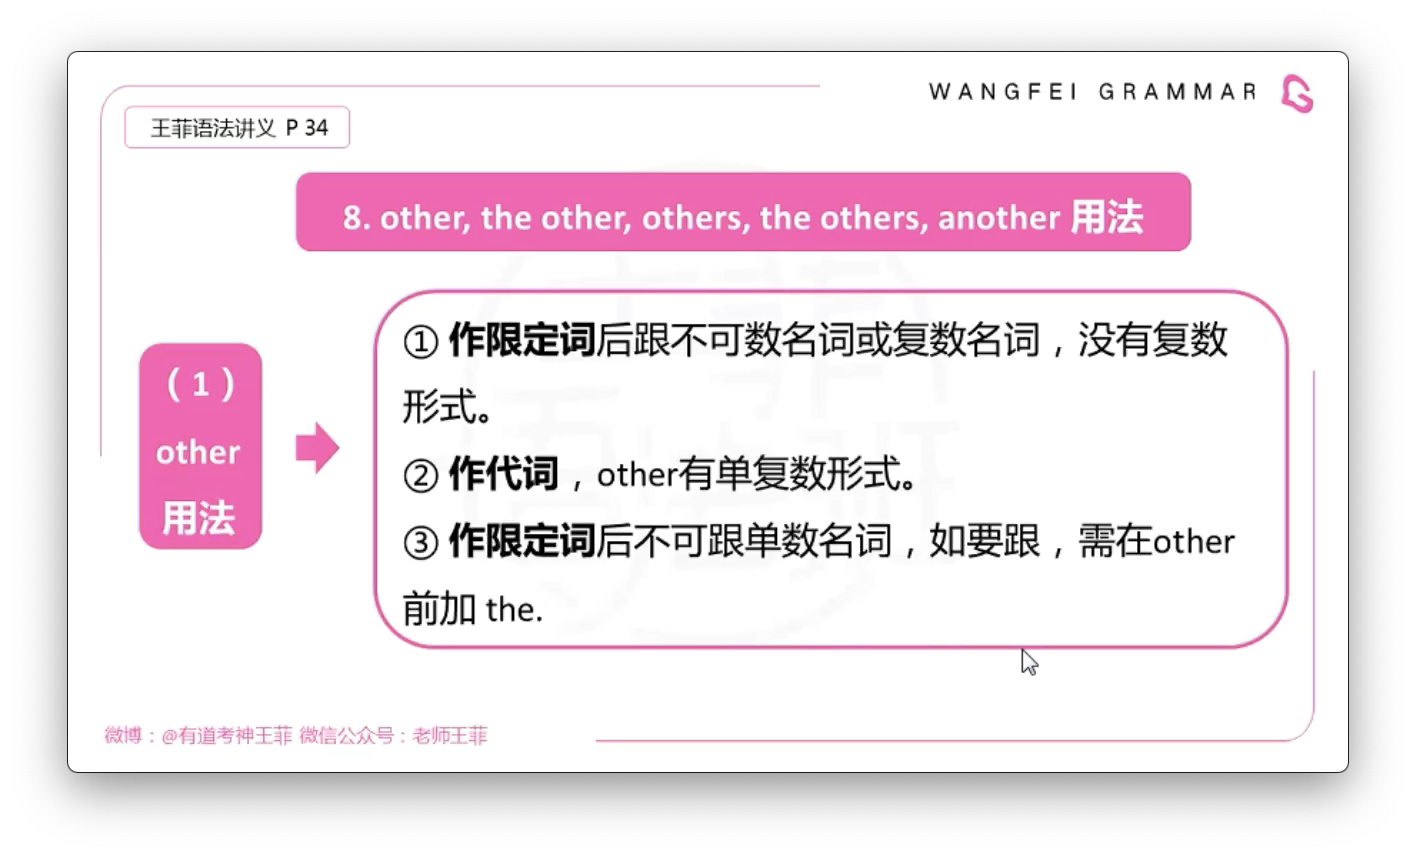 WANGFEI GRAMMAR
王菲语法讲义 P 34
8. other, the other, others, the others, another 用法
（1）
other
用法
① 作限定词后跟不可数名词或复数名词，没有复数
形式。
② 作代词，other有单复数形式。
③ 作限定词后不可跟单数名词，如要跟，需在other
前加 the.
微博：@有道考神王菲 微信公众号：老师王菲